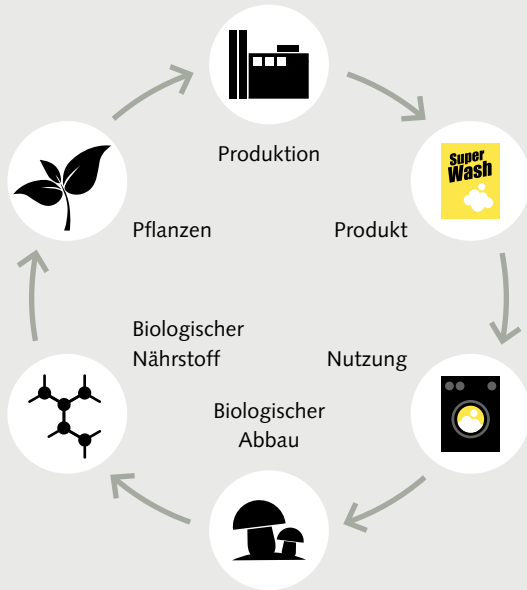 Produktion
Super
Wash
Pflanzen
Produkt
Biologischer
Nährstoff
Nutzung
Biologischer
Abbau